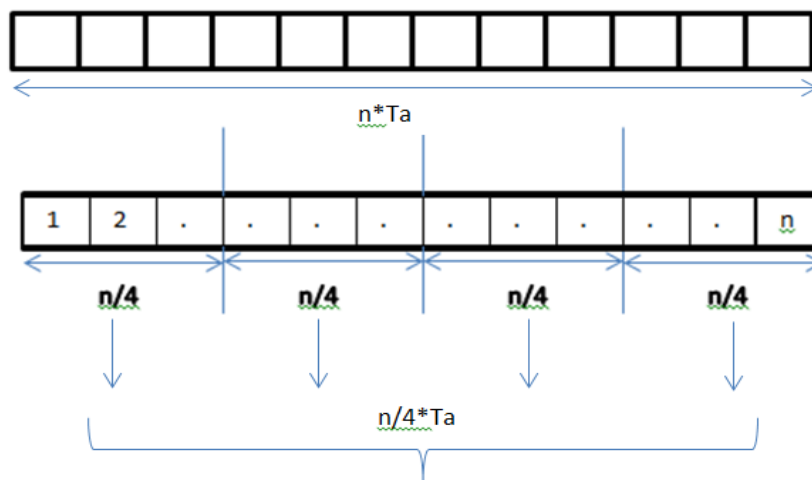 n*Ta
1 2 . . . . . . . . . n
n/4 n/4 n/4 n/4
n/4*Ta